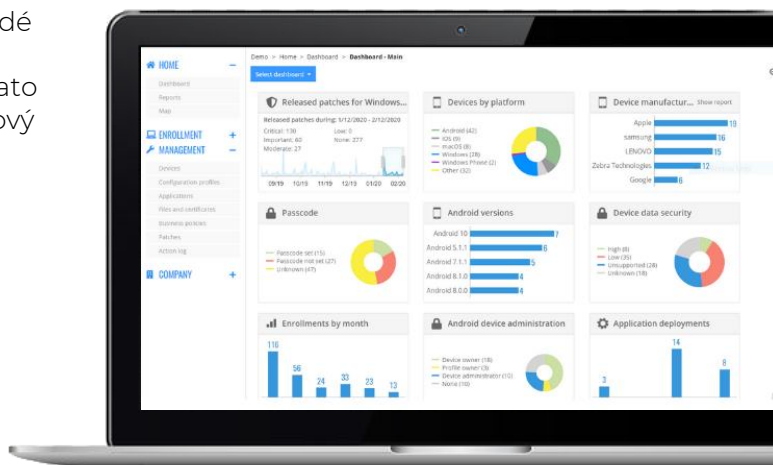 dé
ato
ový
HOME
Dashboard
Reports
Map
ENROLLMENT
MANAGEMENT
Devices
Configuration profiles
Applications
Files and certificates
Business policies
Patches
Action log
COMPANY
Demo > Home > Dashboard > Dashboard - Main
Select dashboard
Released patches for Windows...
Released patches during: 1/12/2020 - 2/12/2020
Critical: 130 Low: 0
Important: 60 None: 277
Moderate: 27
09/19 10/19 11/19 12/19 01/20 02/20
Devices by platform
Android (42)
iOS (9)
macOS (8)
Windows (28)
Windows Phone (2)
Other (32)
Device manufactur... Show report
Apple 19
samsung 16
LENOVO 15
Zebra Technologies 12
Google 6
Passcode
Passcode set (15)
Passcode not set (27)
Unknown (47)
Android versions
Android 10 7
Android 5.1.1 6
Android 7.1.1 5
Android 8.1.0 4
Android 8.0.0 4
Device data security
High (8)
Low (35)
Unsupported (28)
Unknown (18)
Enrollments by month
116 56 24 33 23 13
Android device administration
Device owner (18)
Profile owner (3)
Device administrator (10)
None (10)
Application deployments
3 14 8